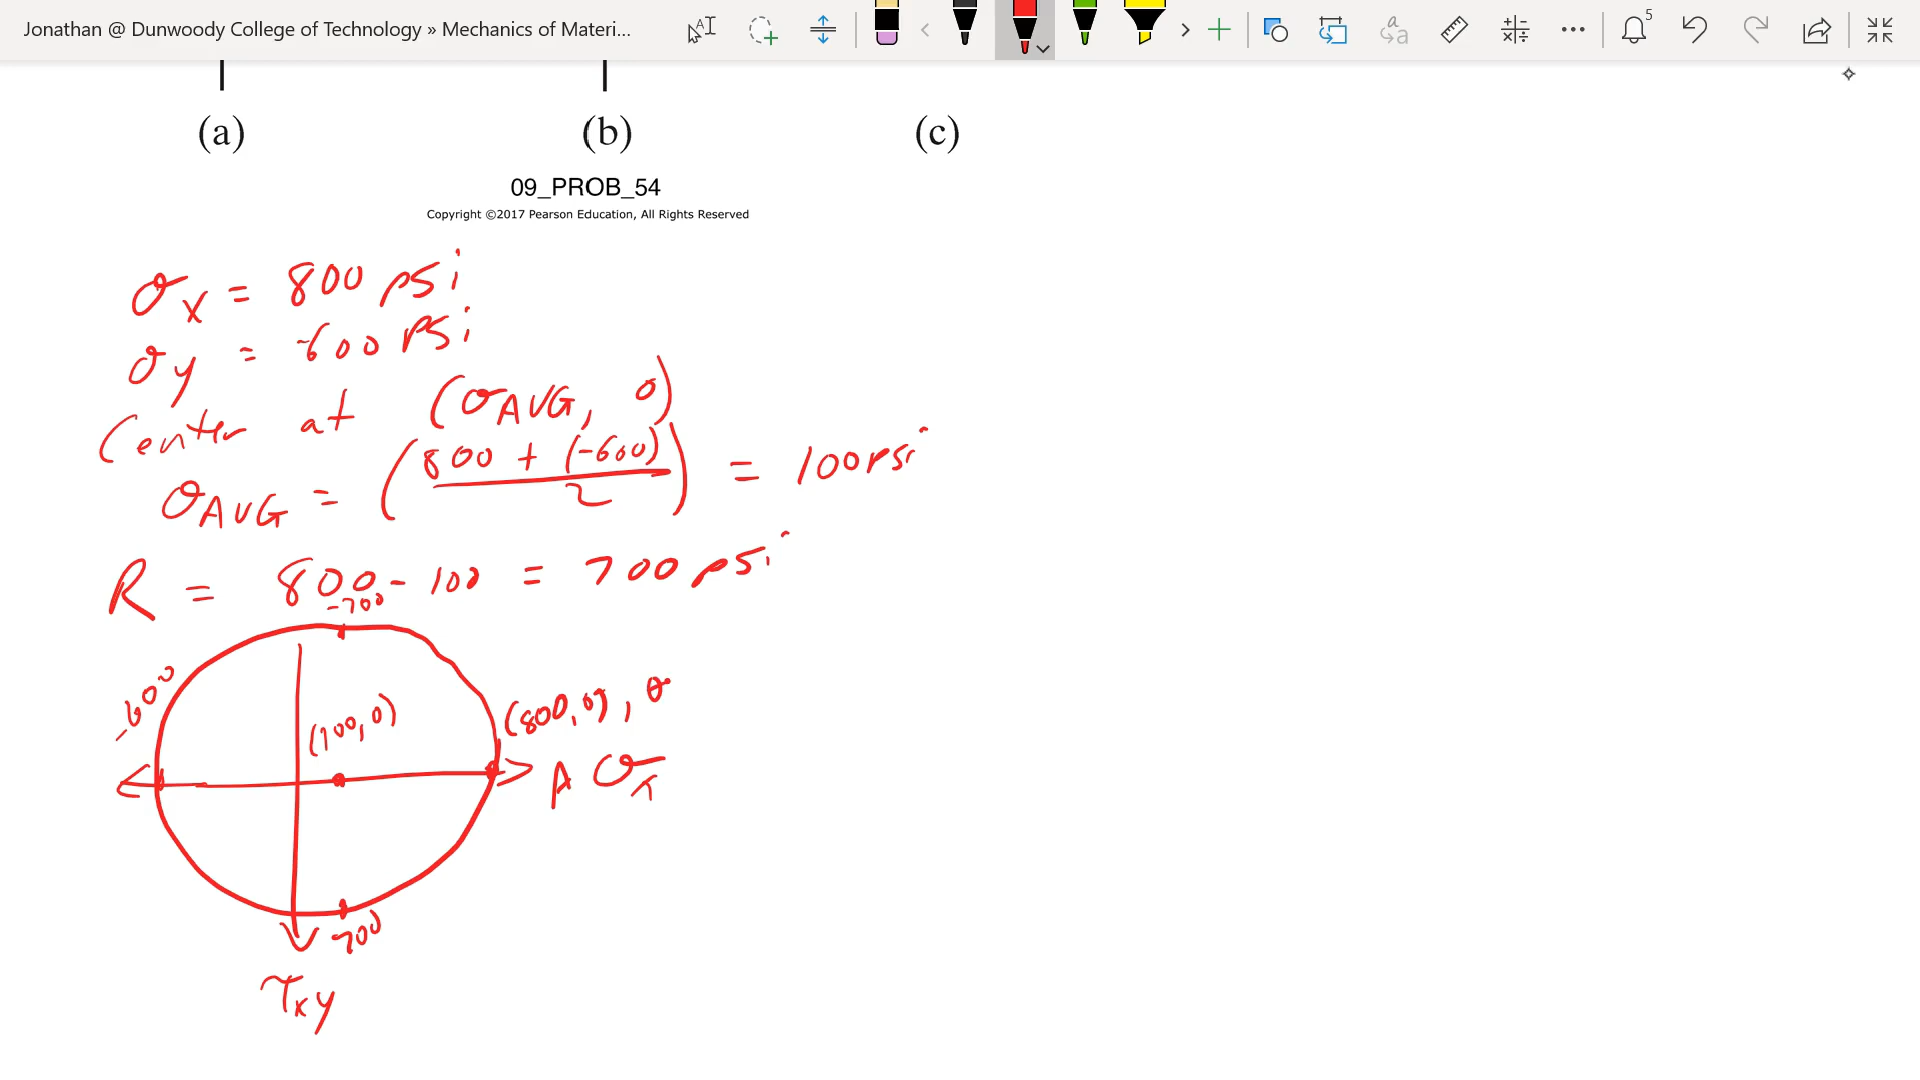 Jonathan @ Dunwoody College of Technology » Mechanics of Materi...
5
(a) (b) (c)
09_PROB_54
Copyright ©2017 Pearson Education, All Rights Reserved
σx = 800 psi
σy = -600 psi
Center at (σAVG, 0)
σAVG = (800 + (-600) / 2) = 100 psi
R = 800 - 100 = 700 psi
-700
-600
(100, 0)
(800, 0), θ
A σx
700
τxy